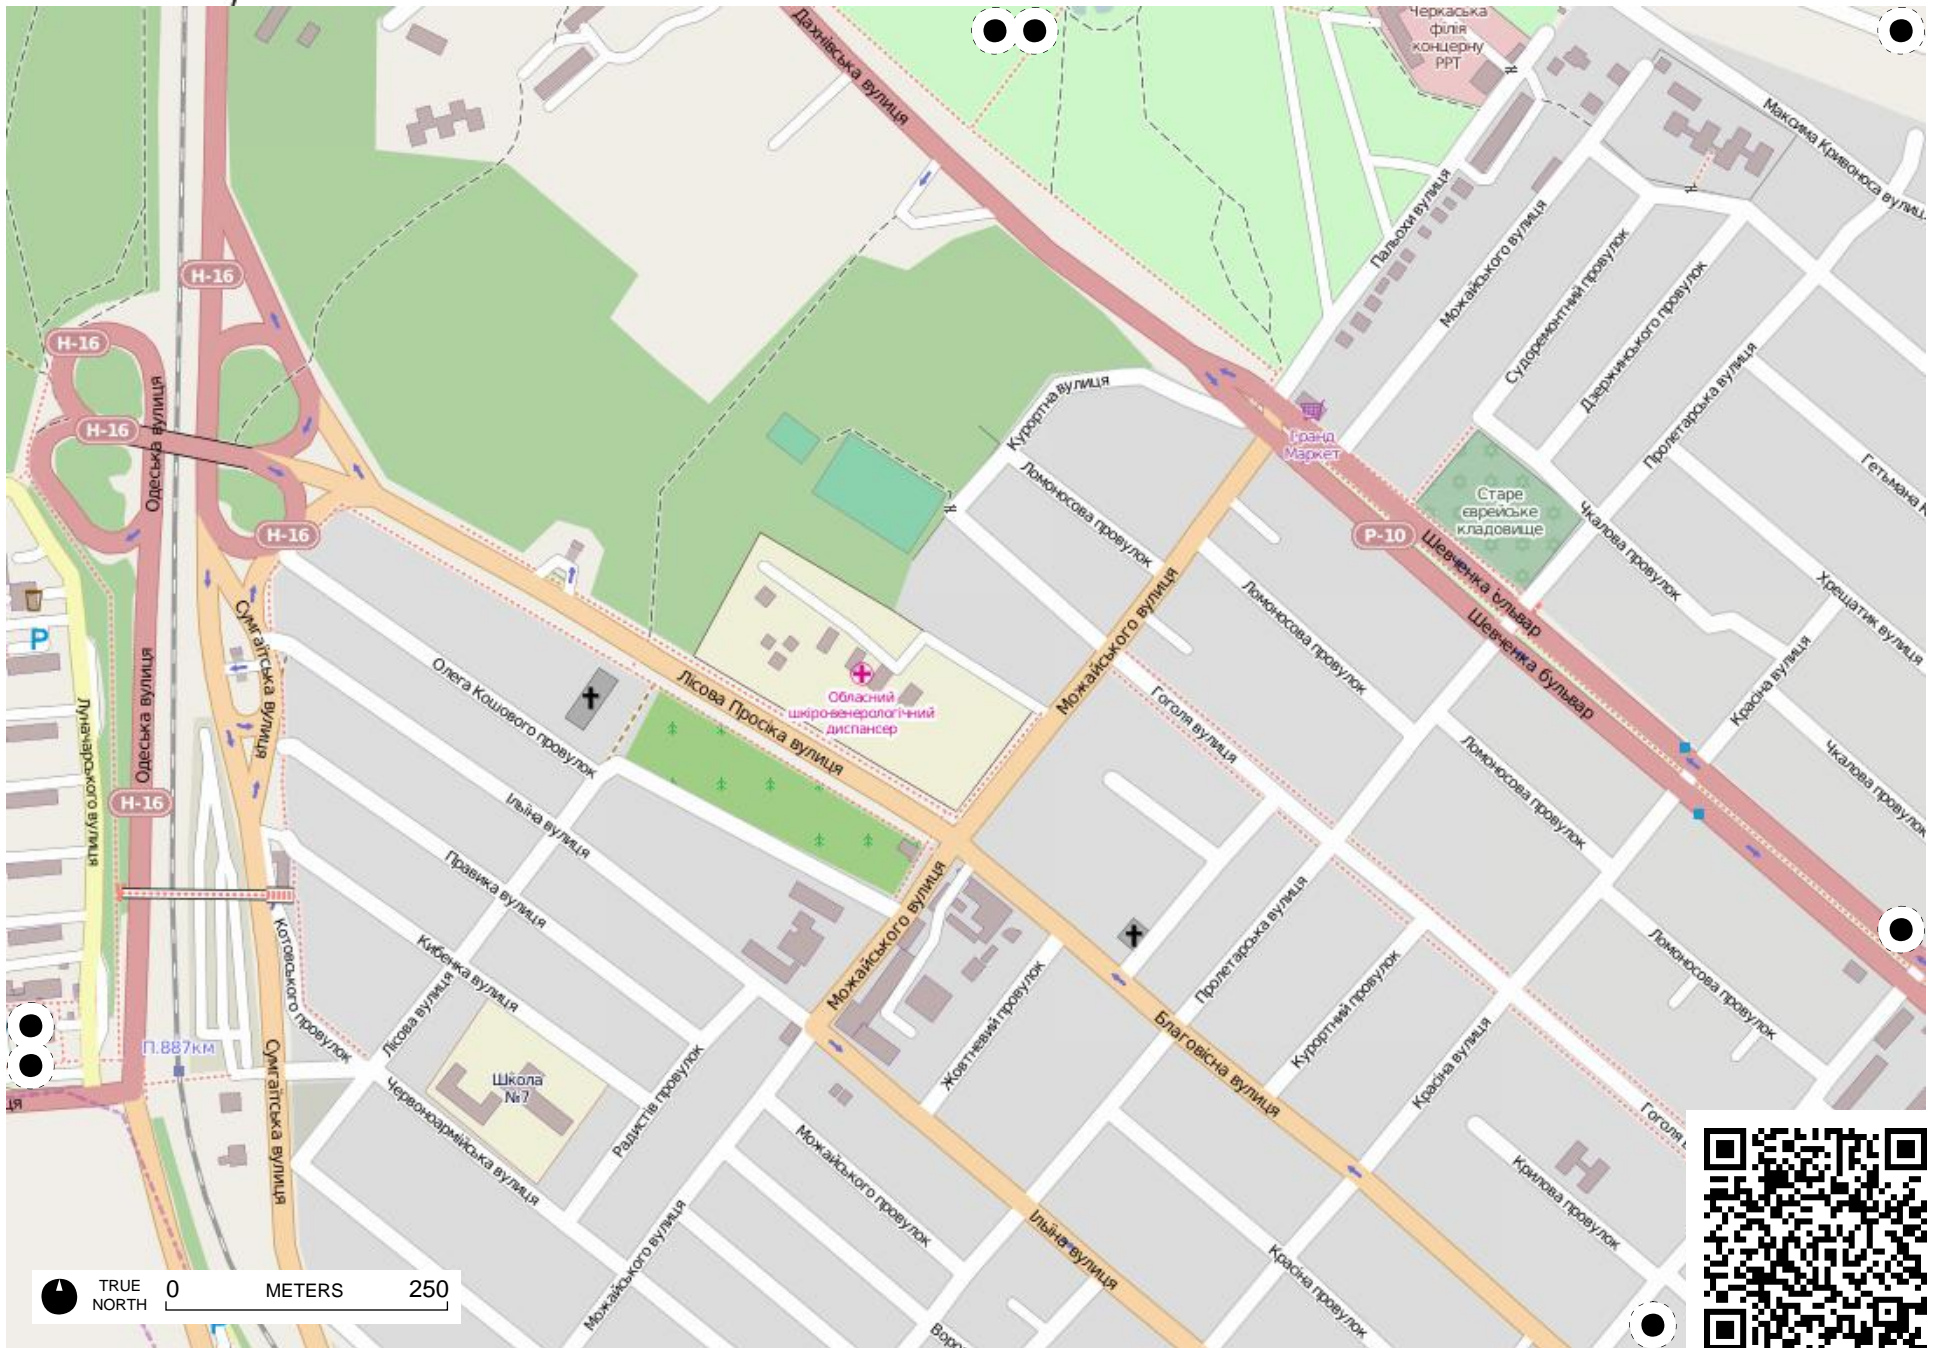 Дахнівська вулиця
Черкаська
філія
концерну
РРТ
Максима Кривоноса вулиця
Пальохи вулиця
Можайського вулиця
Судоремонтний провулок
Дзержинського провулок
Пролетарська вулиця
Н-16
Н-16
Н-16
Одеська вулиця
Курортна вулиця
Гранд
Маркет
Ломоносова провулок
Старе
єврейське
кладовище
Гетьмана
Р-10
Шевченка бульвар
Чкалова провулок
Н-16
Хрещатик вулиця
Шевченка бульвар
Ломоносова провулок
Можайського вулиця
Сумгаїтська вулиця
P
Олега Кошового провулок
Лісова Просіка вулиця
Обласний
шкіро-венерологічний
диспансер
Гоголя вулиця
Красіна вулиця
Одеська вулиця
Луначарського вулиця
Чкалова провулок
Ломоносова провулок
Н-16
Ільїна вулиця
Правика вулиця
Можайського вулиця
Пролетарська вулиця
Кибенка вулиця
Котовського провулок
Лісова вулиця
Ломоносова провулок
Курортний провулок
Жовтневий провулок
Благовісна вулиця
Красіна вулиця
П.887км
Сумгаїтська вулиця
Школа
№7
Радистів провулок
Червоноармійська вулиця
Можайського провулок
Гоголя
Крилова провулок
Можайського вулиця
Ільїна вулиця
Красіна провулок
TRUE
NORTH
0 METERS 250